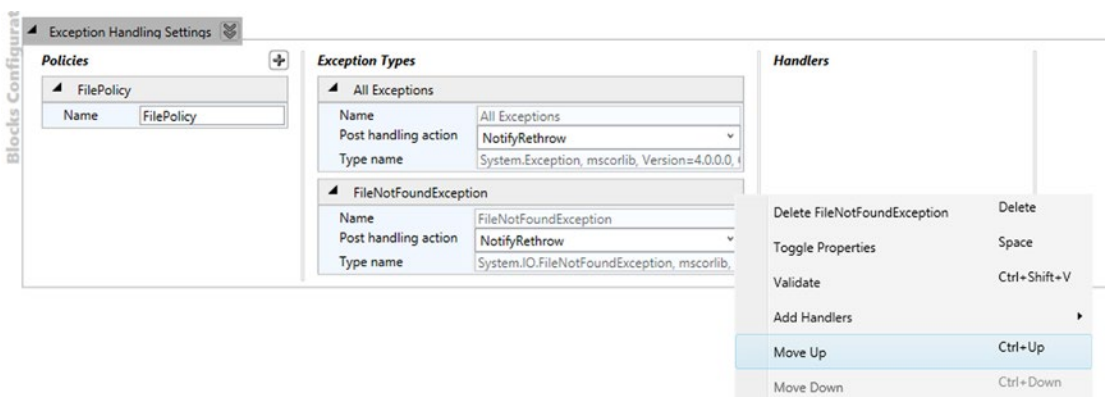 Blocks Configurat
Exception Handling Settings
Policies
FilePolicy
Name FilePolicy
Exception Types
All Exceptions
Name All Exceptions
Post handling action NotifyRethrow
Type name System.Exception, mscorlib, Version=4.0.0.0,
FileNotFoundException
Name FileNotFoundException
Post handling action NotifyRethrow
Type name System.IO.FileNotFoundException, mscorlib,
Handlers
Delete FileNotFoundException Delete
Toggle Properties Space
Validate Ctrl+Shift+V
Add Handlers
Move Up Ctrl+Up
Move Down Ctrl+Down